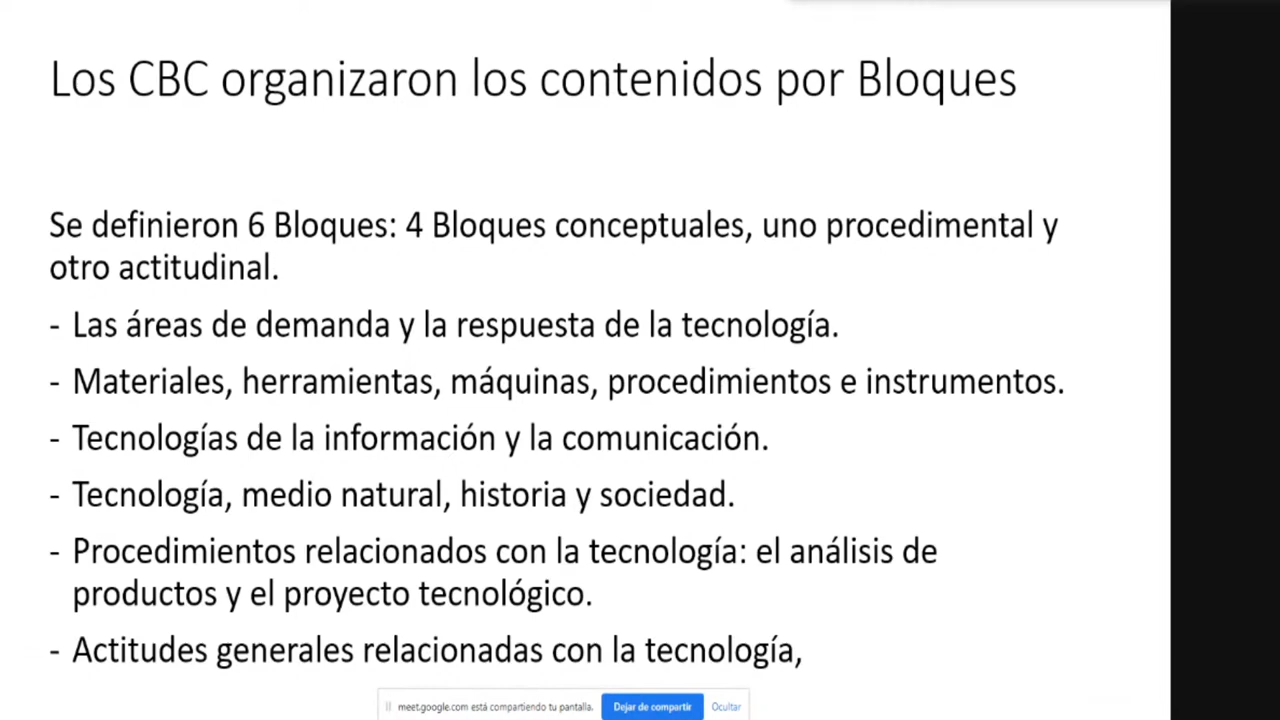 Los CBC organizaron los contenidos por Bloques
Se definieron 6 Bloques: 4 Bloques conceptuales, uno procedimental y
otro actitudinal.
- Las áreas de demanda y la respuesta de la tecnología.
- Materiales, herramientas, máquinas, procedimientos e instrumentos.
- Tecnologías de la información y la comunicación.
- Tecnología, medio natural, historia y sociedad.
- Procedimientos relacionados con la tecnología: el análisis de
productos y el proyecto tecnológico.
- Actitudes generales relacionadas con la tecnología,
meet.google.com está compartiendo tu pantalla. Dejar de compartir Ocultar